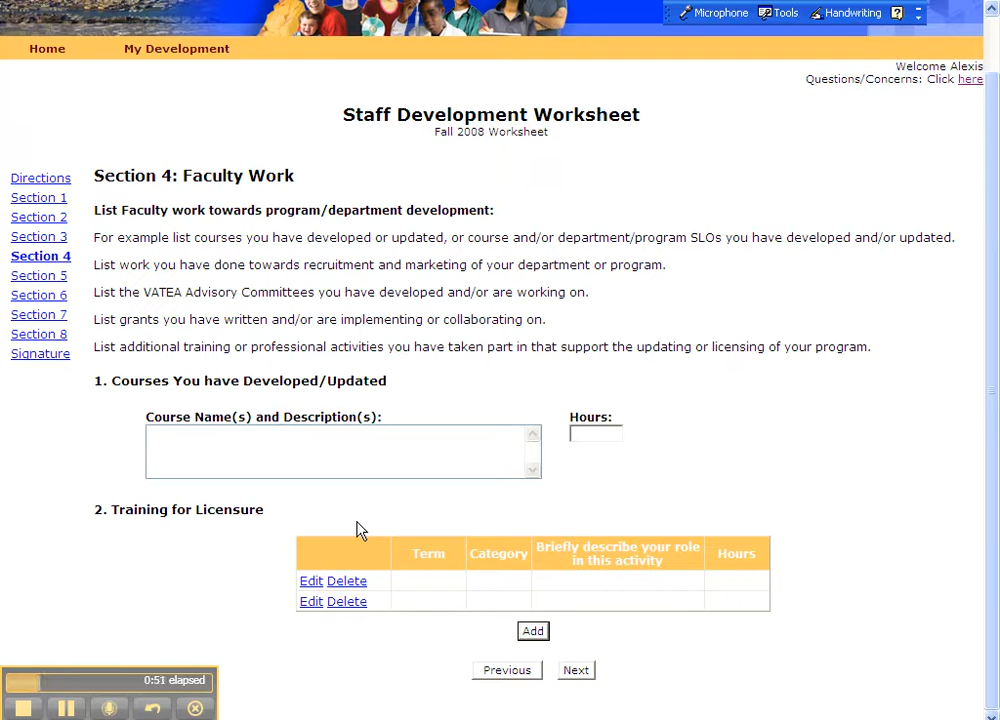 Microphone Tools Handwriting
Home My Development
Welcome Alexis
Questions/Concerns: Click here
Staff Development Worksheet
Fall 2008 Worksheet
Directions
Section 1
Section 2
Section 3
Section 4
Section 5
Section 6
Section 7
Section 8
Signature
Section 4: Faculty Work
List Faculty work towards program/department development:
For example list courses you have developed or updated, or course and/or department/program SLOs you have developed and/or updated.
List work you have done towards recruitment and marketing of your department or program.
List the VATEA Advisory Committees you have developed and/or are working on.
List grants you have written and/or are implementing or collaborating on.
List additional training or professional activities you have taken part in that support the updating or licensing of your program.
1. Courses You have Developed/Updated
Course Name(s) and Description(s): Hours:
2. Training for Licensure
Term Category Briefly describe your role in this activity Hours
Edit Delete
Edit Delete
Add
Previous Next
0:51 elapsed